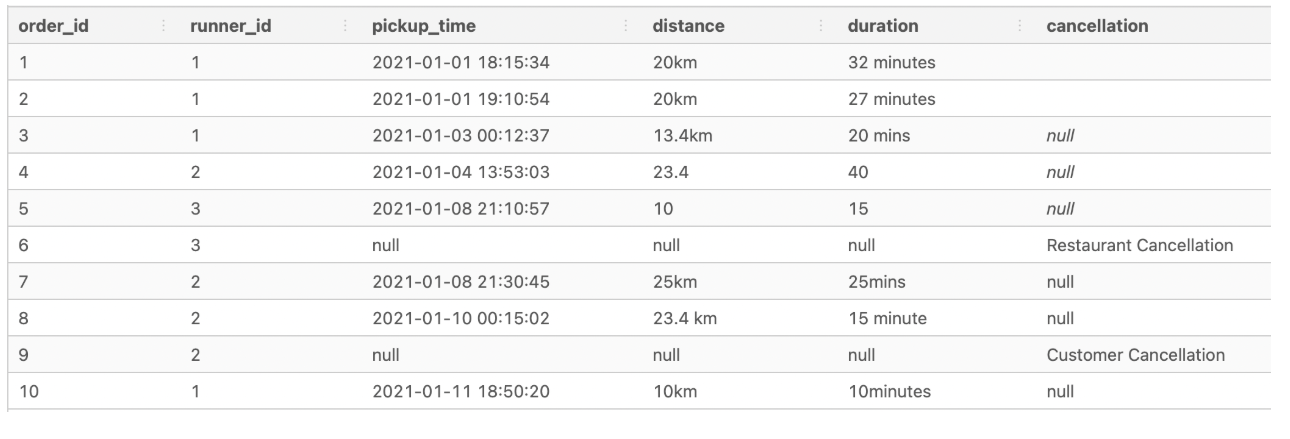 order_id runner_id pickup_time distance duration cancellation
1 1 2021-01-01 18:15:34 20km 32 minutes
2 1 2021-01-01 19:10:54 20km 27 minutes
3 1 2021-01-03 00:12:37 13.4km 20 mins null
4 2 2021-01-04 13:53:03 23.4 40 null
5 3 2021-01-08 21:10:57 10 15 null
6 3 null null null Restaurant Cancellation
7 2 2021-01-08 21:30:45 25km 25mins null
8 2 2021-01-10 00:15:02 23.4 km 15 minute null
9 2 null null null Customer Cancellation
10 1 2021-01-11 18:50:20 10km 10minutes null